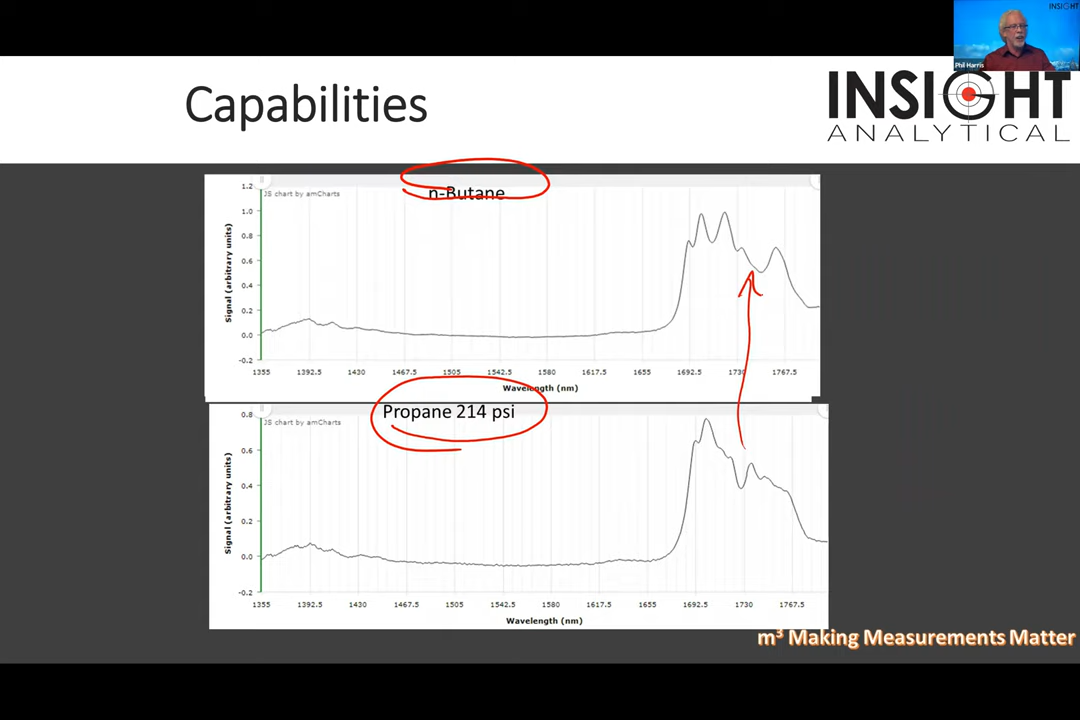 INSIGHT
Phil Harris
Capabilities
INSIGHT
ANALYTICAL
n-Butane
JS chart by amCharts
Signal (arbitrary units)
1.2
1.0
0.8
0.6
0.4
0.2
0.0
-0.2
1355 1392.5 1430 1467.5 1505 1542.5 1580 1617.5 1655 1692.5 1730 1767.5
Wavelength (nm)
Propane 214 psi
JS chart by amCharts
Signal (arbitrary units)
0.8
0.6
0.4
0.2
0.0
-0.2
1355 1392.5 1430 1467.5 1505 1542.5 1580 1617.5 1655 1692.5 1730 1767.5
Wavelength (nm)
m³ Making Measurements Matter